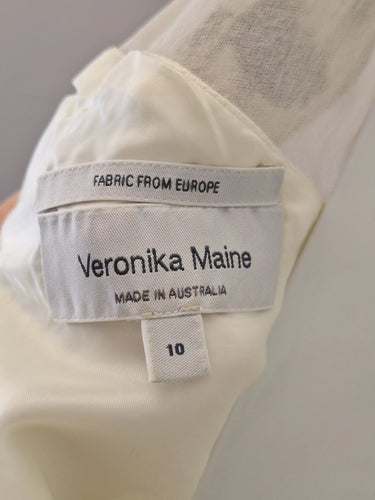 FABRIC FROM EUROPE
Veronika Maine
MADE IN AUSTRALIA
10